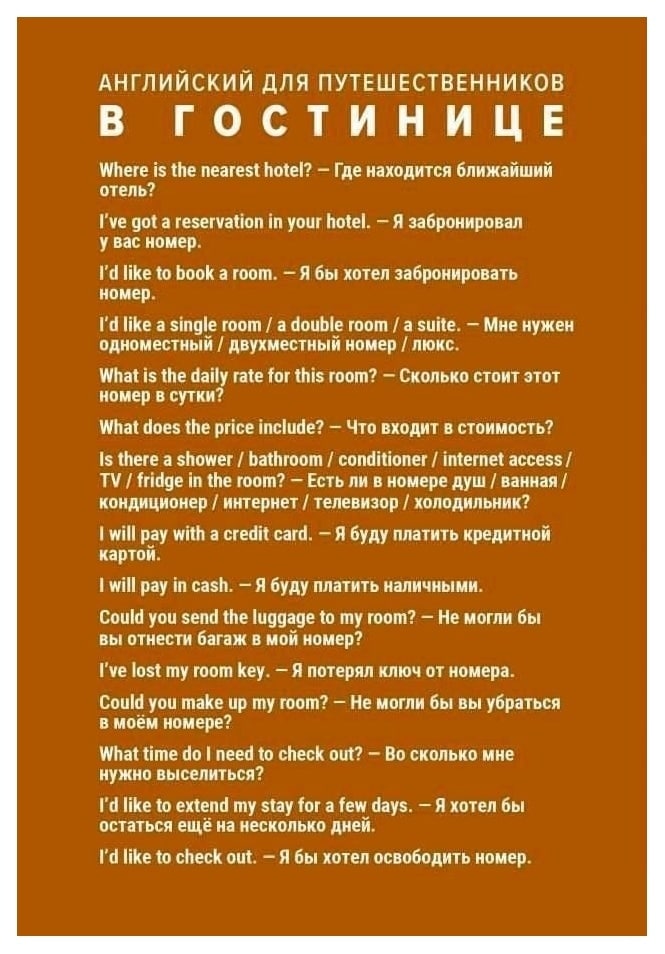 АНГЛИЙСКИЙ ДЛЯ ПУТЕШЕСТВЕННИКОВ
В ГОСТИНИЦЕ
Where is the nearest hotel? – Где находится ближайший
отель?
I've got a reservation in your hotel. – Я забронировал
у вас номер.
I'd like to book a room. – Я бы хотел забронировать
номер.
I'd like a single room / a double room / a suite. – Мне нужен
одноместный / двухместный номер / люкс.
What is the daily rate for this room? – Сколько стоит этот
номер в сутки?
What does the price include? – Что входит в стоимость?
Is there a shower / bathroom / conditioner / internet access /
TV / fridge in the room? – Есть ли в номере душ / ванная /
кондиционер / интернет / телевизор / холодильник?
I will pay with a credit card. – Я буду платить кредитной
картой.
I will pay in cash. – Я буду платить наличными.
Could you send the luggage to my room? – Не могли бы
вы отнести багаж в мой номер?
I've lost my room key. – Я потерял ключ от номера.
Could you make up my room? – Не могли бы вы убраться
в моём номере?
What time do I need to check out? – Во сколько мне
нужно выселиться?
I'd like to extend my stay for a few days. – Я хотел бы
остаться ещё на несколько дней.
I'd like to check out. – Я бы хотел освободить номер.